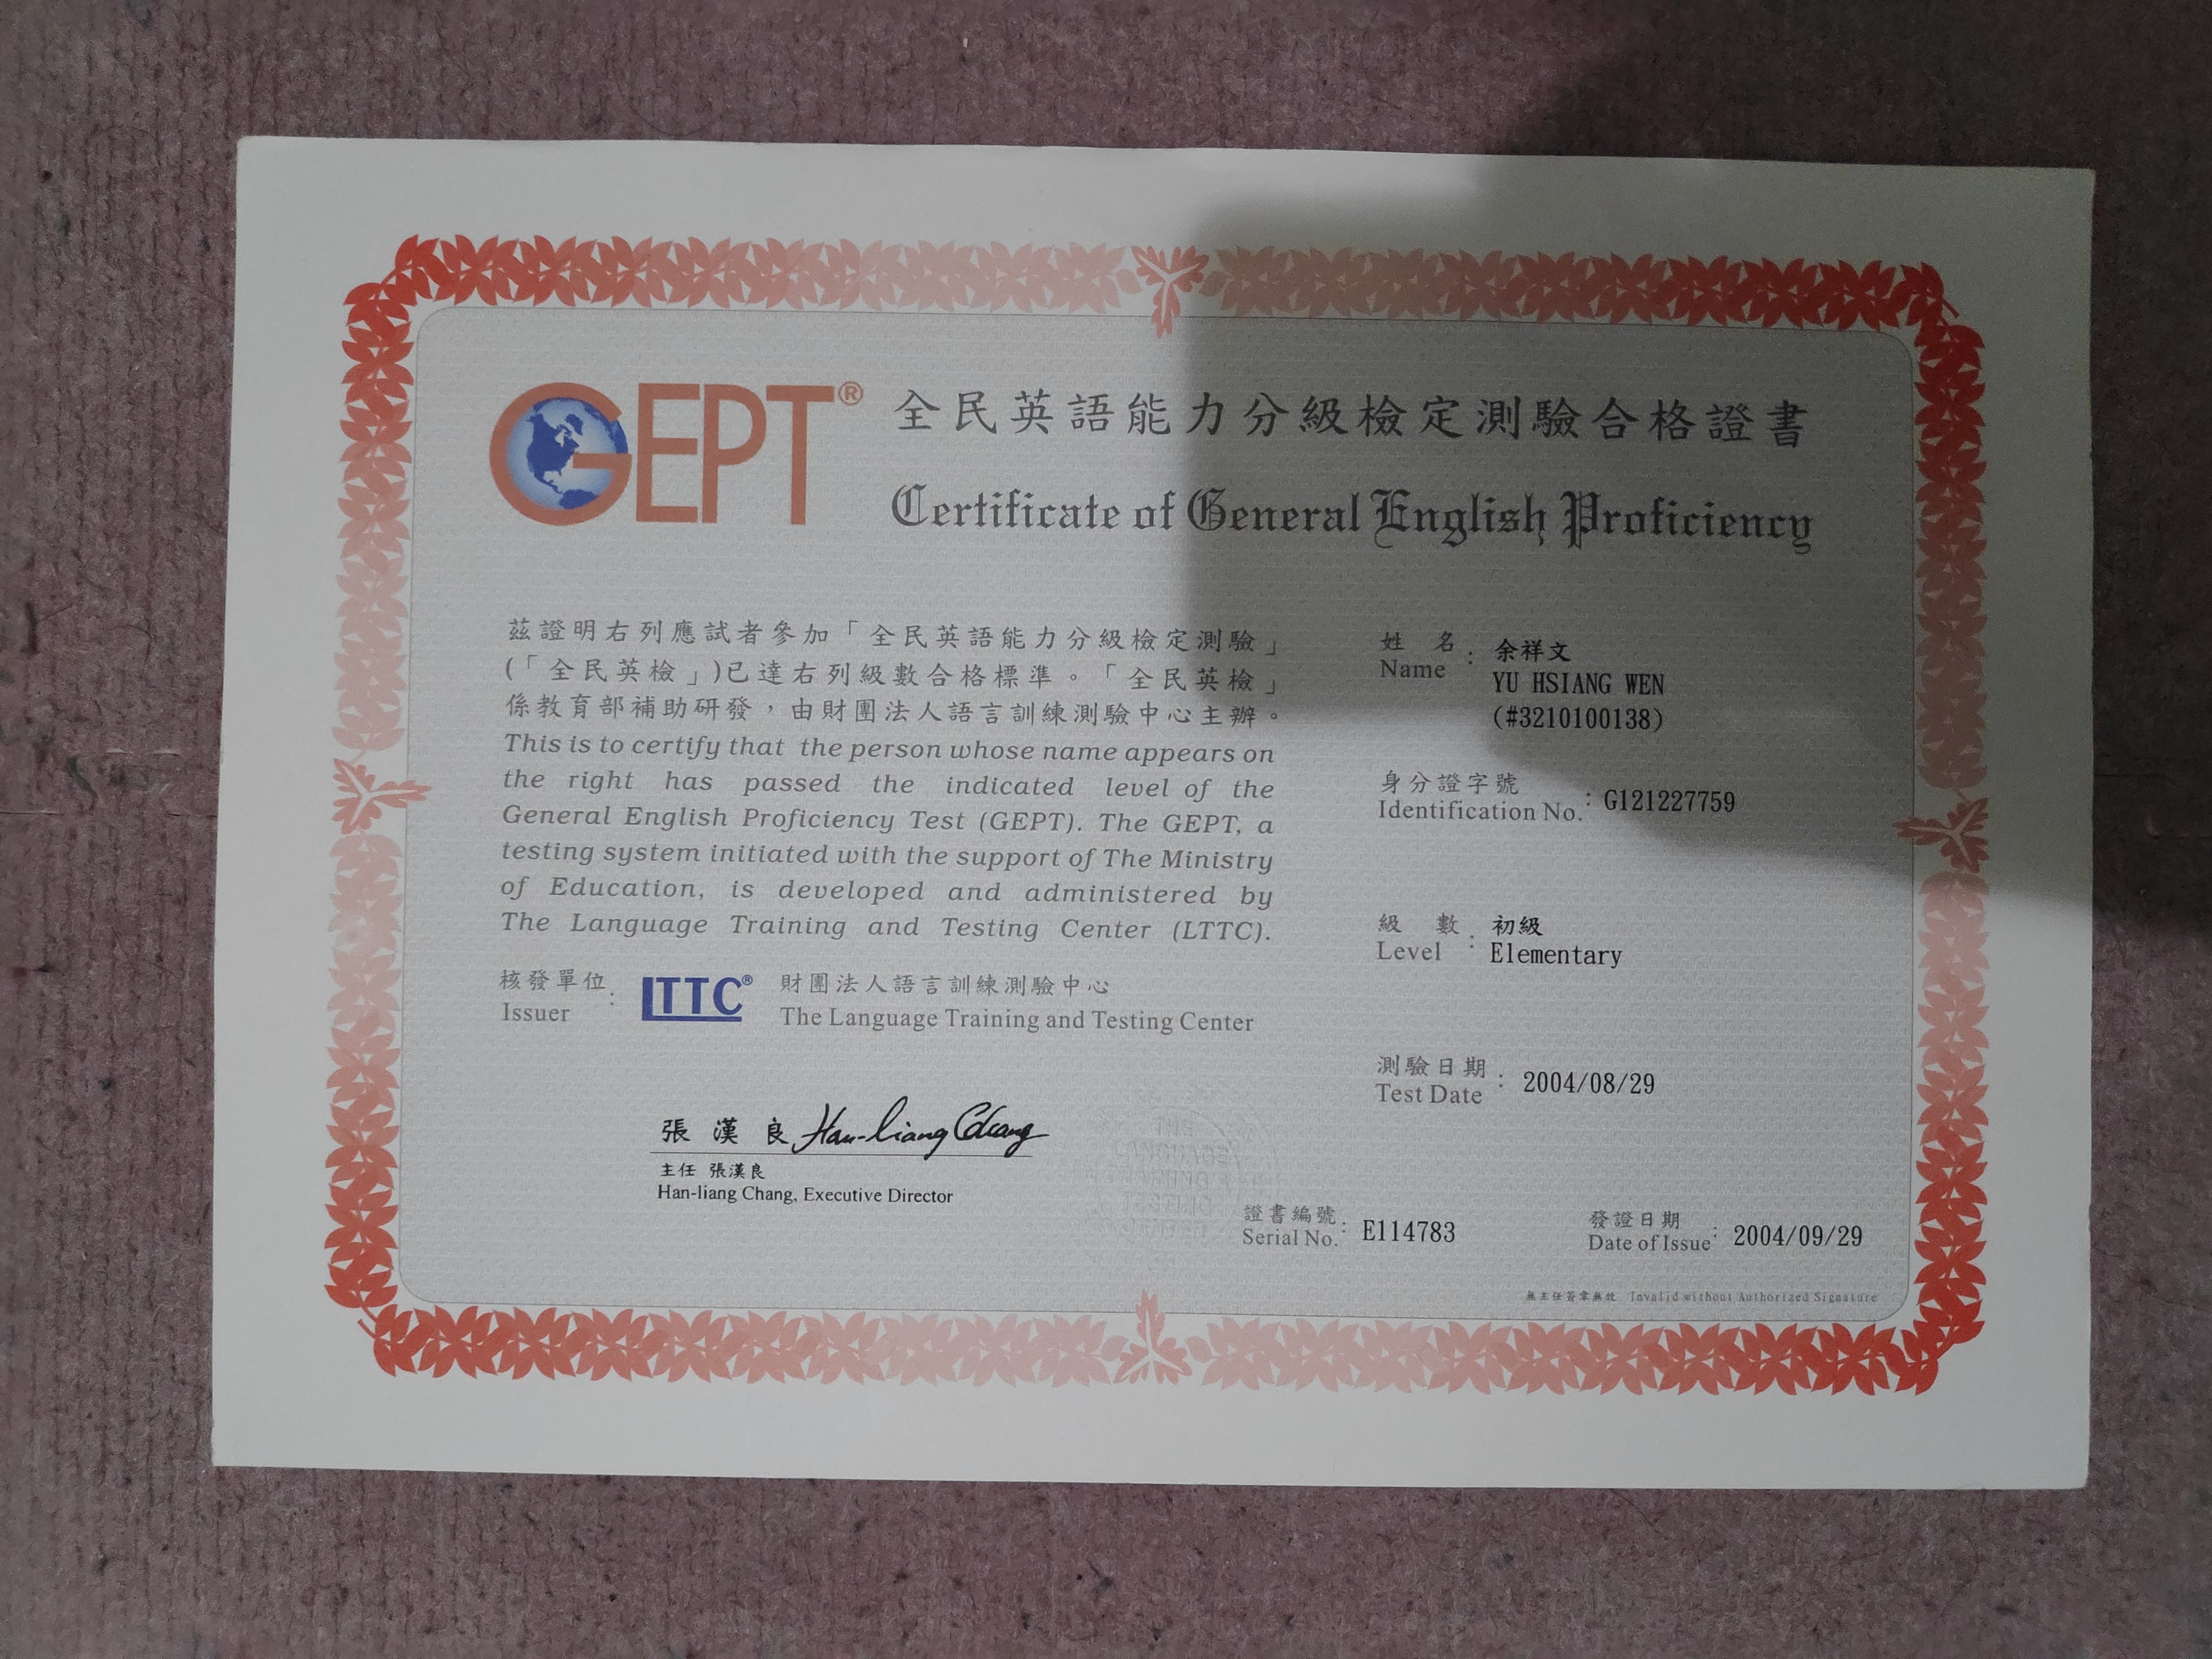 GEPT®
全民英語能力分級檢定測驗合格證書
Certificate of General English Proficiency
茲證明右列應試者參加「全民英語能力分級檢定測驗」
(「全民英檢」)已達右列級數合格標準。「全民英檢」
係教育部補助研發，由財團法人語言訓練測驗中心主辦。
This is to certify that the person whose name appears on
the right has passed the indicated level of the
General English Proficiency Test (GEPT). The GEPT, a
testing system initiated with the support of The Ministry
of Education, is developed and administered by
The Language Training and Testing Center (LTTC).
核發單位：
Issuer
LTTC®
財團法人語言訓練測驗中心
The Language Training and Testing Center
張漢良 Han-liang Chang
主任 張漢良
Han-liang Chang, Executive Director
姓 名：余祥文
Name YU HSIANG WEN
(#3210100138)
身分證字號
Identification No.：G121227759
級 數：初級
Level Elementary
測驗日期：
Test Date 2004/08/29
證書編號：
Serial No. E114783
發證日期：
Date of Issue 2004/09/29
無主任簽章無效 Invalid without Authorized Signature